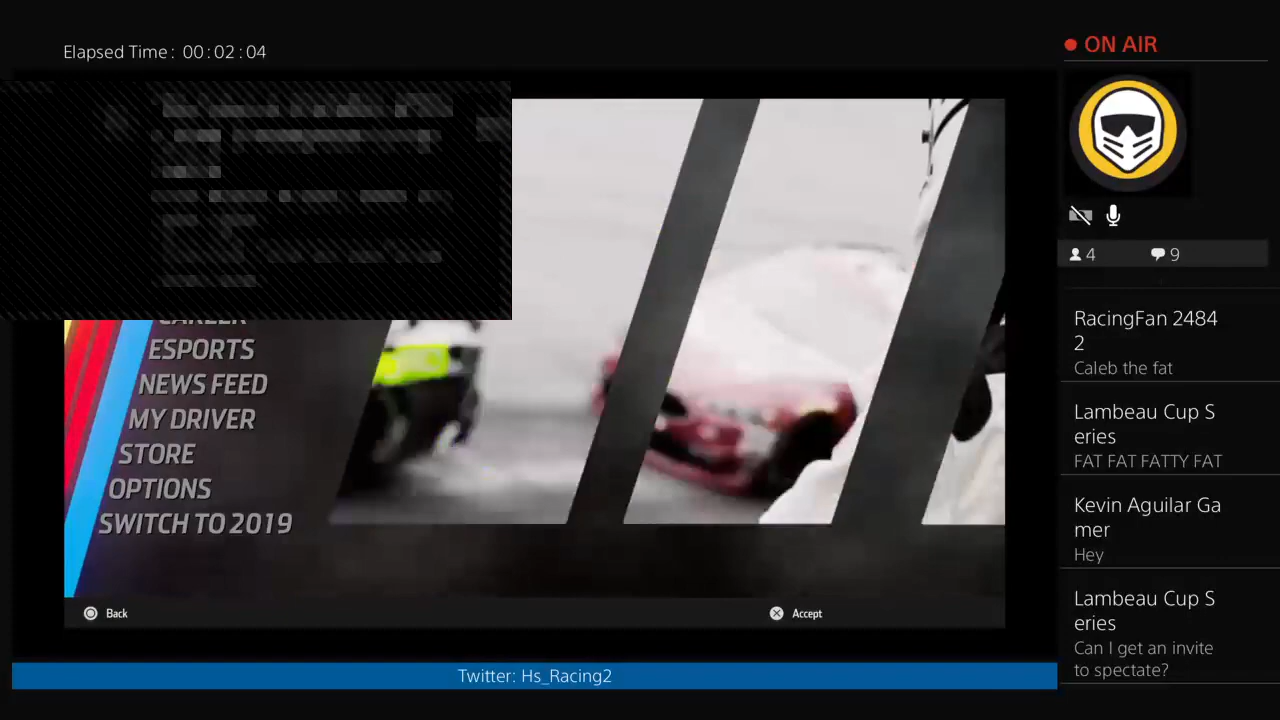 Elapsed Time: 00:02:04
ON AIR
4
9
CAREER
ESPORTS
NEWS FEED
MY DRIVER
STORE
OPTIONS
SWITCH TO 2019
Back
Accept
Twitter: Hs_Racing2
RacingFan 2484
2
Caleb the fat
Lambeau Cup S
eries
FAT FAT FATTY FAT
Kevin Aguilar Ga
mer
Hey
Lambeau Cup S
eries
Can I get an invite
to spectate?